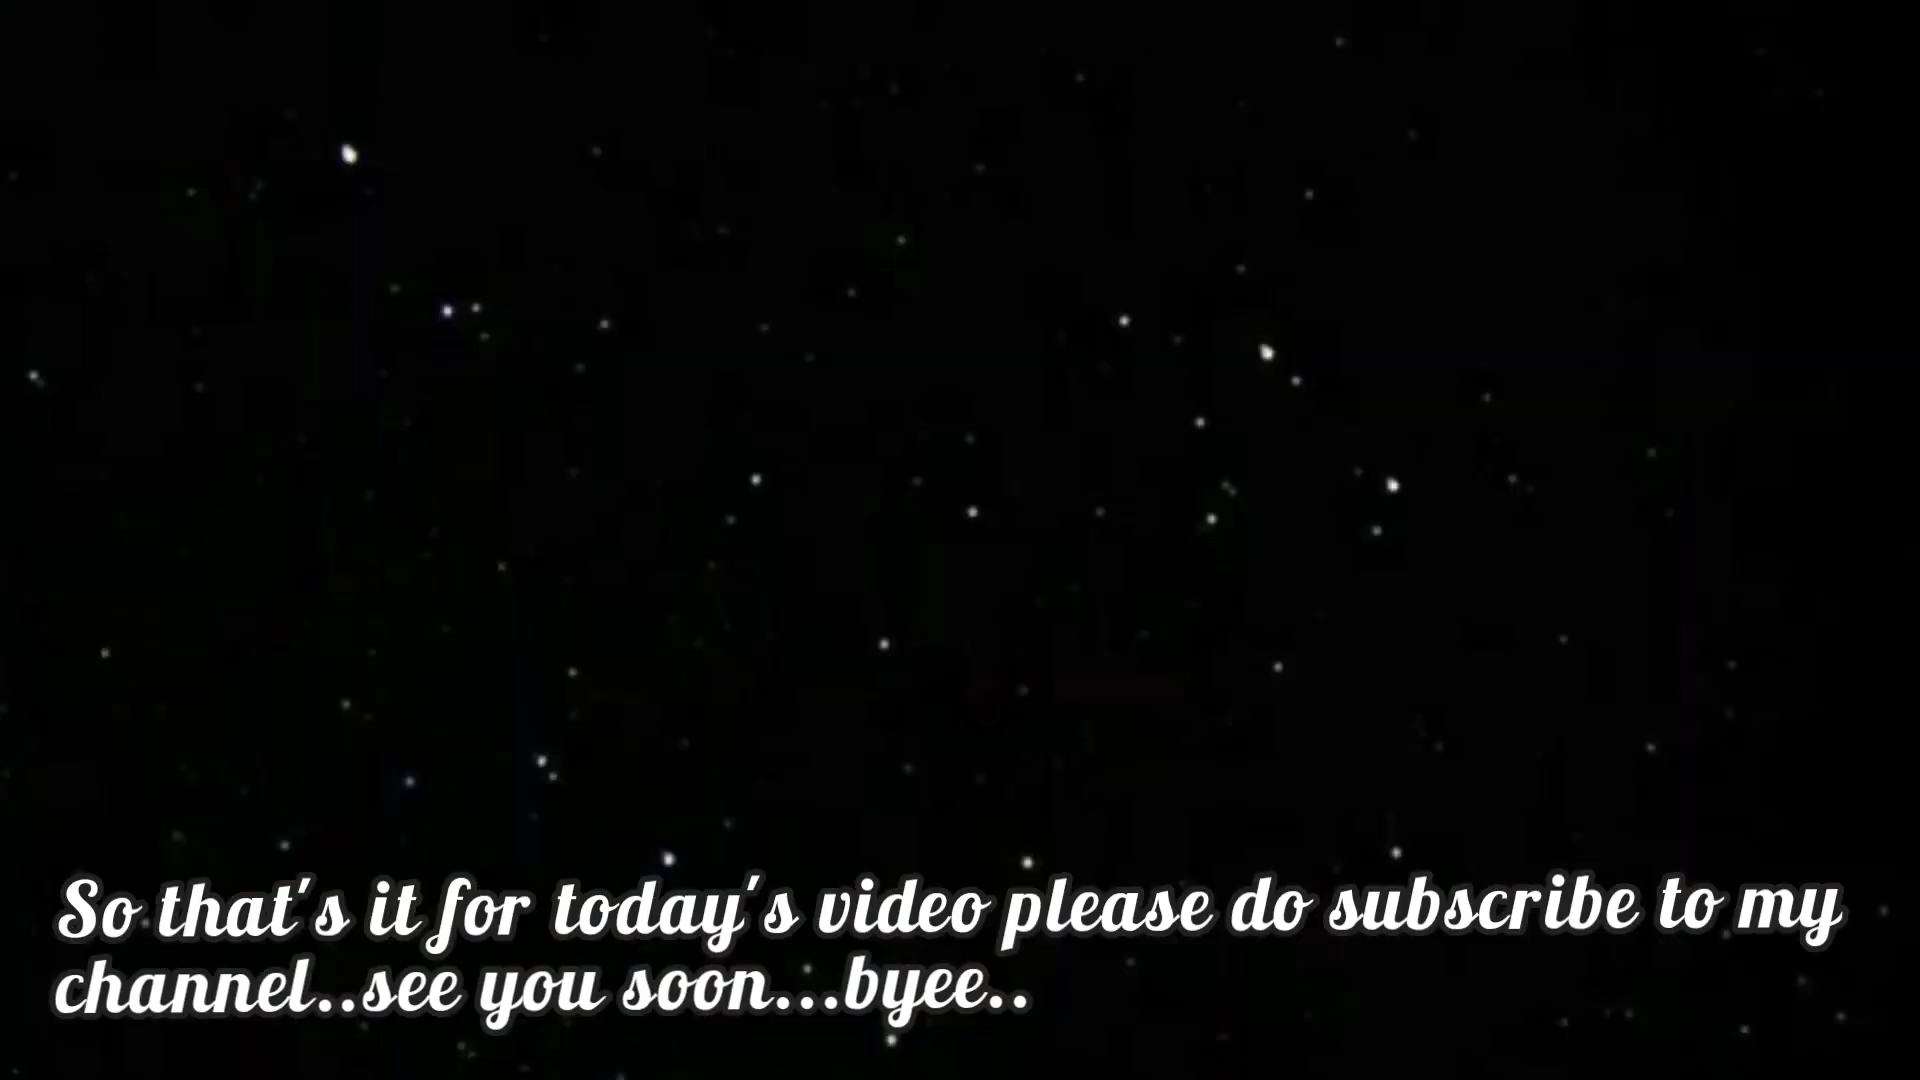 So that's it for today's video please do subscribe to my
channel..see you soon...byee..